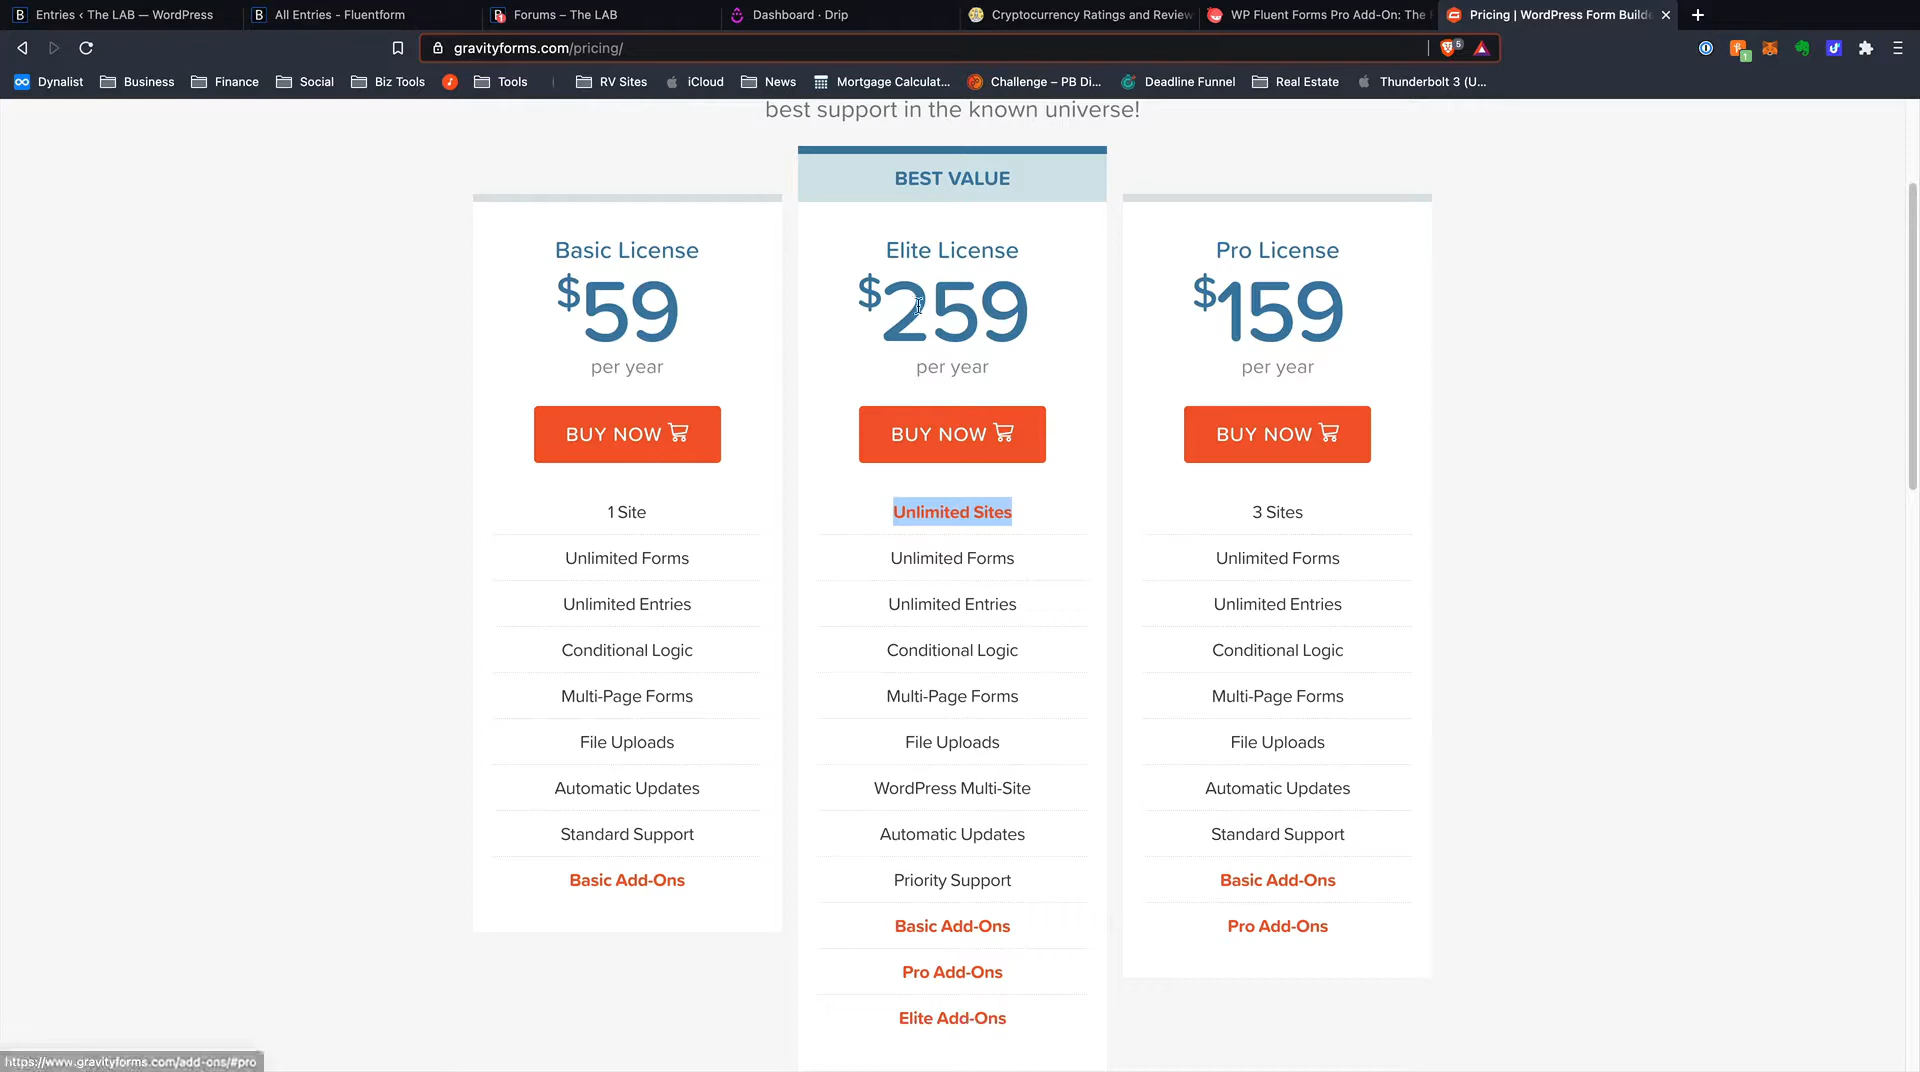 Entries ‹ The LAB — WordPress
All Entries - Fluentform
Forums – The LAB
Dashboard · Drip
Cryptocurrency Ratings and Review
WP Fluent Forms Pro Add-On: The
Pricing | WordPress Form Builde
gravityforms.com/pricing/
5
1
Dynalist
Business
Finance
Social
Biz Tools
Tools
RV Sites
iCloud
News
Mortgage Calculat...
Challenge – PB Di...
Deadline Funnel
Real Estate
Thunderbolt 3 (U...
best support in the known universe!
BEST VALUE
Basic License
$59
per year
BUY NOW
1 Site
Unlimited Forms
Unlimited Entries
Conditional Logic
Multi-Page Forms
File Uploads
Automatic Updates
Standard Support
Basic Add-Ons
Elite License
$259
per year
BUY NOW
Unlimited Sites
Unlimited Forms
Unlimited Entries
Conditional Logic
Multi-Page Forms
File Uploads
WordPress Multi-Site
Automatic Updates
Priority Support
Basic Add-Ons
Pro Add-Ons
Elite Add-Ons
Pro License
$159
per year
BUY NOW
3 Sites
Unlimited Forms
Unlimited Entries
Conditional Logic
Multi-Page Forms
File Uploads
Automatic Updates
Standard Support
Basic Add-Ons
Pro Add-Ons
https://www.gravityforms.com/add-ons/#pro